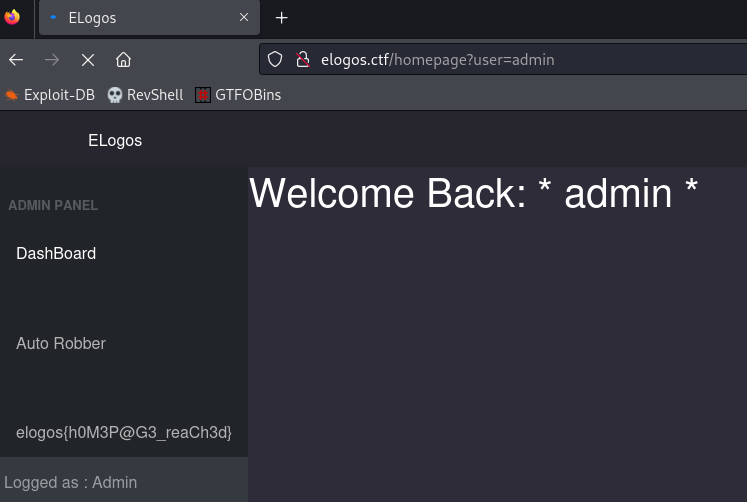 ELogos
elogos.ctf/homepage?user=admin
Exploit-DB RevShell GTFOBins
ELogos
Welcome Back: * admin *
ADMIN PANEL
DashBoard
Auto Robber
elogos{h0M3P@G3_reaCh3d}
Logged as : Admin